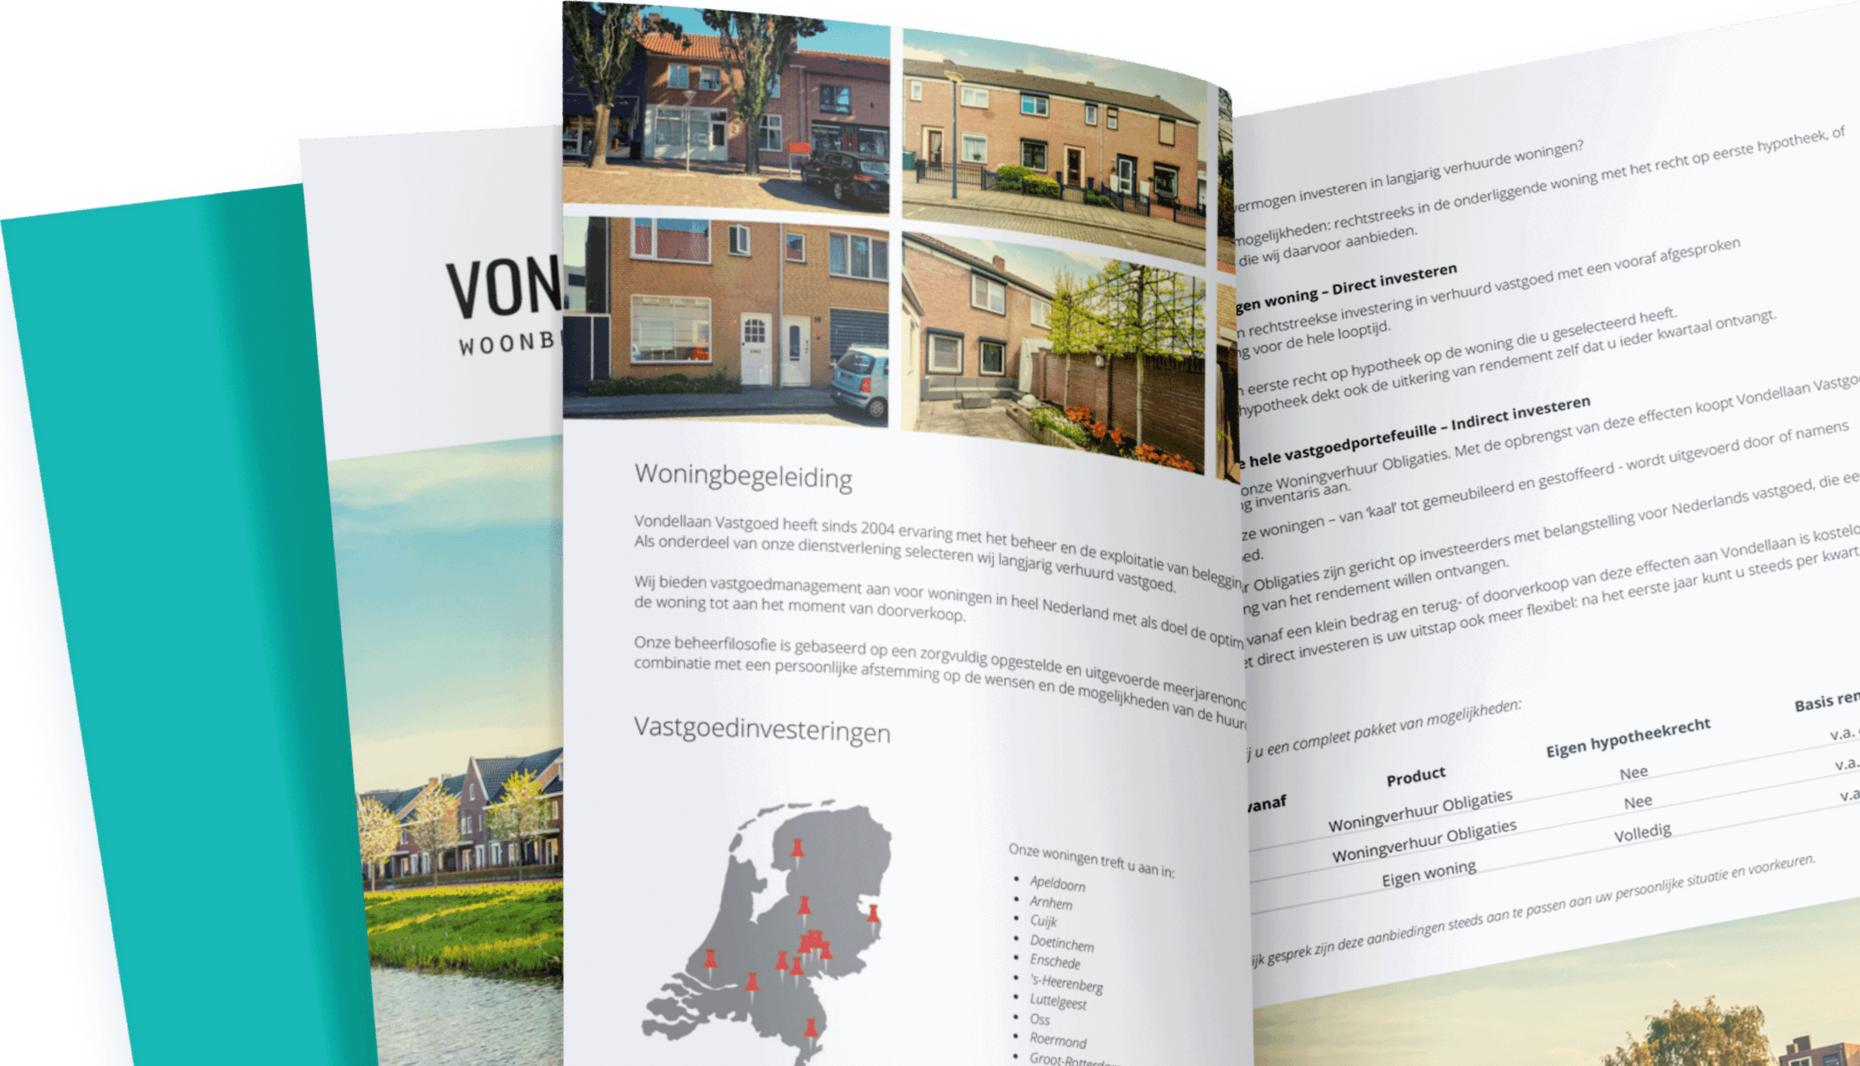 VON
WOONB
Woningbegeleiding
Vondellaan Vastgoed heeft sinds 2004 ervaring met het beheer en de exploitatie van beleggin
Als onderdeel van onze dienstverlening selecteren wij langjarig verhuurd vastgoed.
Wij bieden vastgoedmanagement aan voor woningen in heel Nederland met als doel de optim
de woning tot aan het moment van doorverkoop.
Onze beheerfilosofie is gebaseerd op een zorgvuldig opgestelde en uitgevoerde meerjarenond
combinatie met een persoonlijke afstemming op de wensen en de mogelijkheden van de huur
Vastgoedinvesteringen
Onze woningen treft u aan in:
• Apeldoorn
• Arnhem
• Cuijk
• Doetinchem
• Enschede
• 's-Heerenberg
• Luttelgeest
• Oss
• Roermond
• Groot-Rotterda
vermogen investeren in langjarig verhuurde woningen?
mogelijkheden: rechtstreeks in de onderliggende woning met het recht op eerste hypotheek, of
die wij daarvoor aanbieden.
gen woning – Direct investeren
n rechtstreekse investering in verhuurd vastgoed met een vooraf afgesproken
ng voor de hele looptijd.
n eerste recht op hypotheek op de woning die u geselecteerd heeft.
hypotheek dekt ook de uitkering van rendement zelf dat u ieder kwartaal ontvangt.
e hele vastgoedportefeuille – Indirect investeren
onze Woningverhuur Obligaties. Met de opbrengst van deze effecten koopt Vondellaan Vastgo
ng inventaris aan.
ze woningen – van 'kaal' tot gemeubileerd en gestoffeerd - wordt uitgevoerd door of namens
ed.
r Obligaties zijn gericht op investeerders met belangstelling voor Nederlands vastgoed, die ee
ng van het rendement willen ontvangen.
vanaf een klein bedrag en terug- of doorverkoop van deze effecten aan Vondellaan is kostelo
et direct investeren is uw uitstap ook meer flexibel: na het eerste jaar kunt u steeds per kwart
j u een compleet pakket van mogelijkheden:
vanaf Product Eigen hypotheekrecht Basis ren
Woningverhuur Obligaties Nee v.a.
Woningverhuur Obligaties Nee v.a.
Eigen woning Volledig v.a
ijk gesprek zijn deze aanbiedingen steeds aan te passen aan uw persoonlijke situatie en voorkeuren.